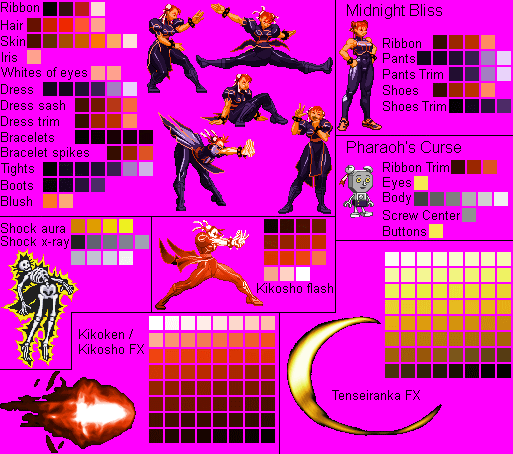 Ribbon
Hair
Skin
Iris
Whites of eyes
Dress
Dress sash
Dress trim
Bracelets
Bracelet spikes
Tights
Boots
Blush
Midnight Bliss
Ribbon
Pants
Pants Trim
Shoes
Shoes Trim
Pharaoh's Curse
Ribbon Trim
Eyes
Body
Screw Center
Buttons
Shock aura
Shock x-ray
Kikosho flash
Kikoken /
Kikosho FX
Tenseiranka FX